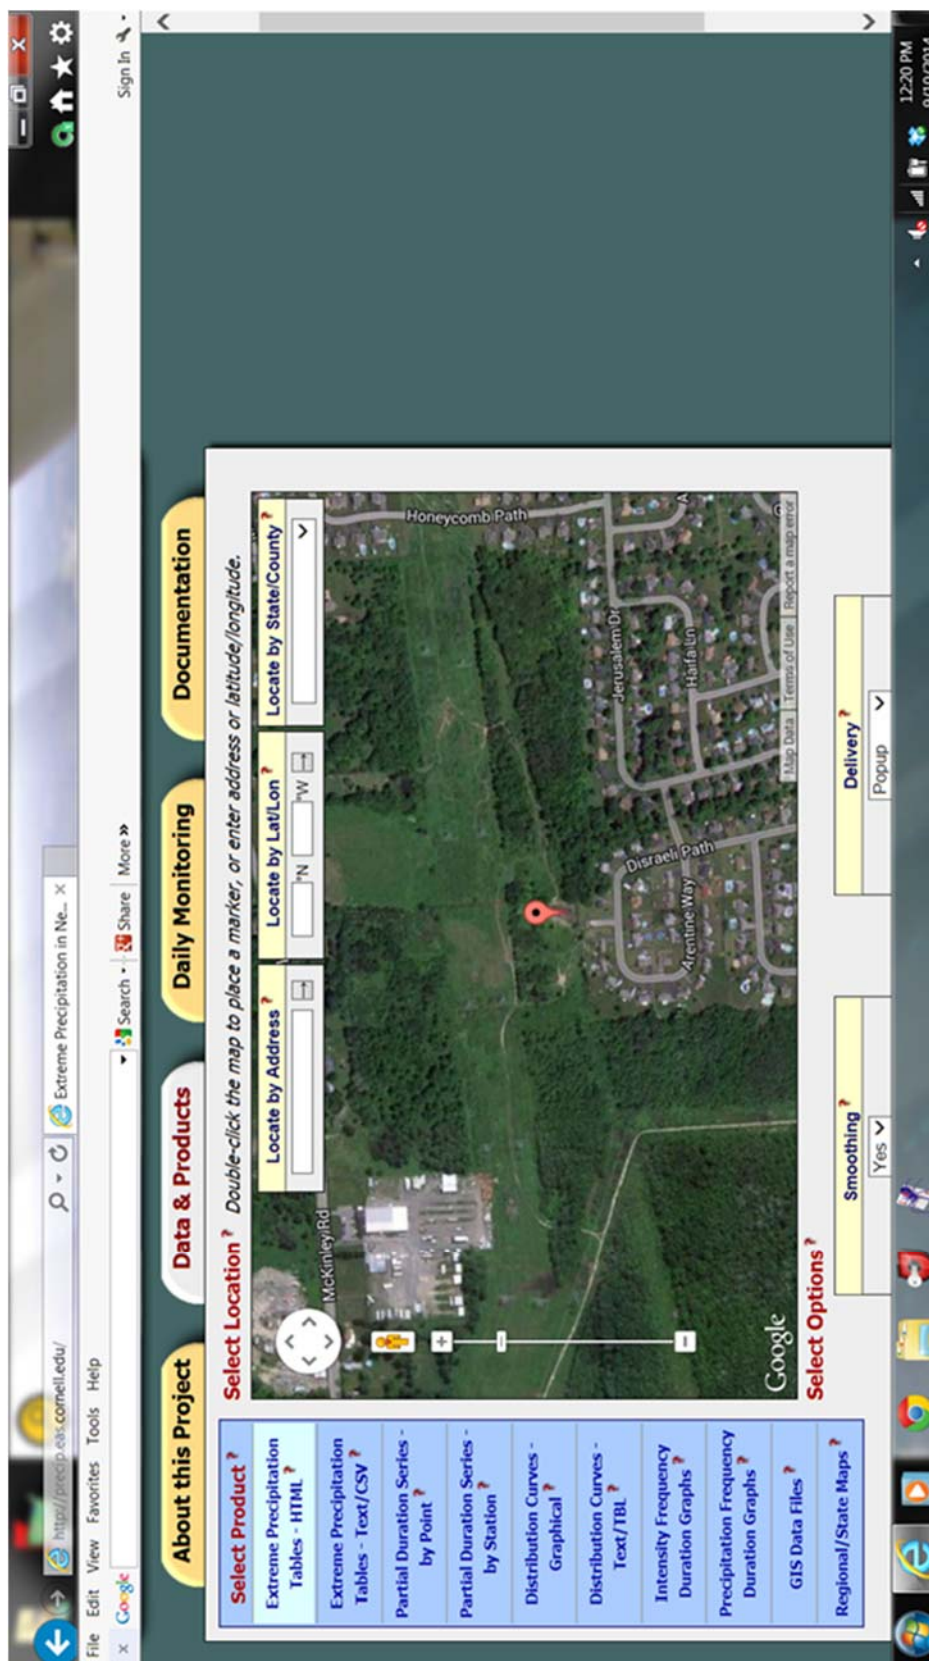 http://precip.eas.cornell.edu/
Extreme Precipitation in Ne...
File Edit View Favorites Tools Help
x Google Search Share More »
Sign In
About this Project
Data & Products
Daily Monitoring
Documentation
Select Product ?
Extreme Precipitation
Tables - HTML ?
Extreme Precipitation
Tables - Text/CSV ?
Partial Duration Series -
by Point ?
Partial Duration Series -
by Station ?
Distribution Curves -
Graphical ?
Distribution Curves -
Text/TBL ?
Intensity Frequency
Duration Graphs ?
Precipitation Frequency
Duration Graphs ?
GIS Data Files ?
Regional/State Maps ?
Select Location ? Double-click the map to place a marker, or enter address or latitude/longitude.
Locate by Address ?
Locate by Lat/Lon ?
°N °W
Locate by State/County ?
McKinley Rd
Honeycomb Path
Jerusalem Dr
Haifa Ln
Disraeli Path
Arentine Way
Google
Map Data Terms of Use Report a map error
Select Options ?
Smoothing ?
Yes
Delivery ?
Popup
12:20 PM